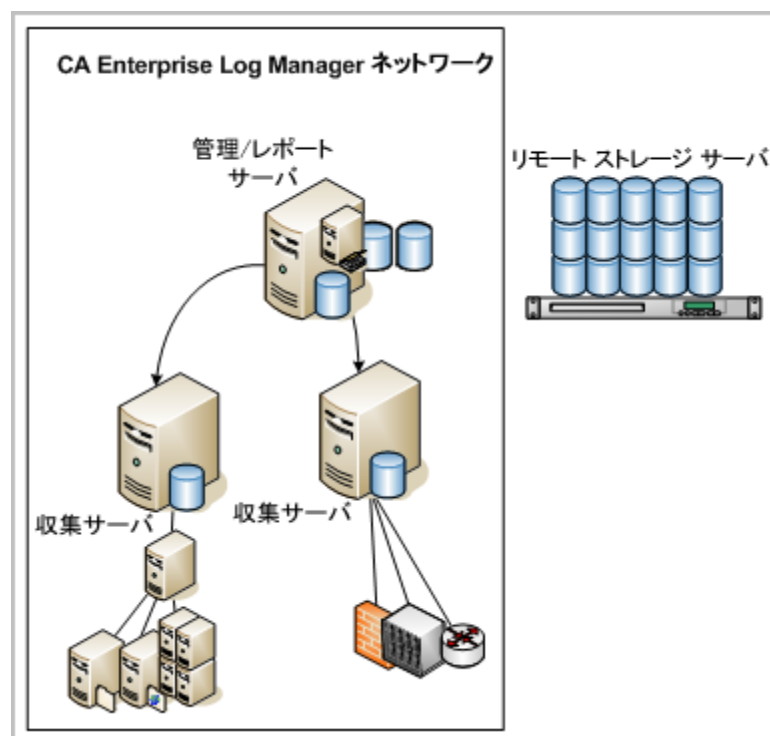 CA Enterprise Log Manager ネットワーク
管理/レポート
サーバ
リモート ストレージ サーバ
収集サーバ
収集サーバ